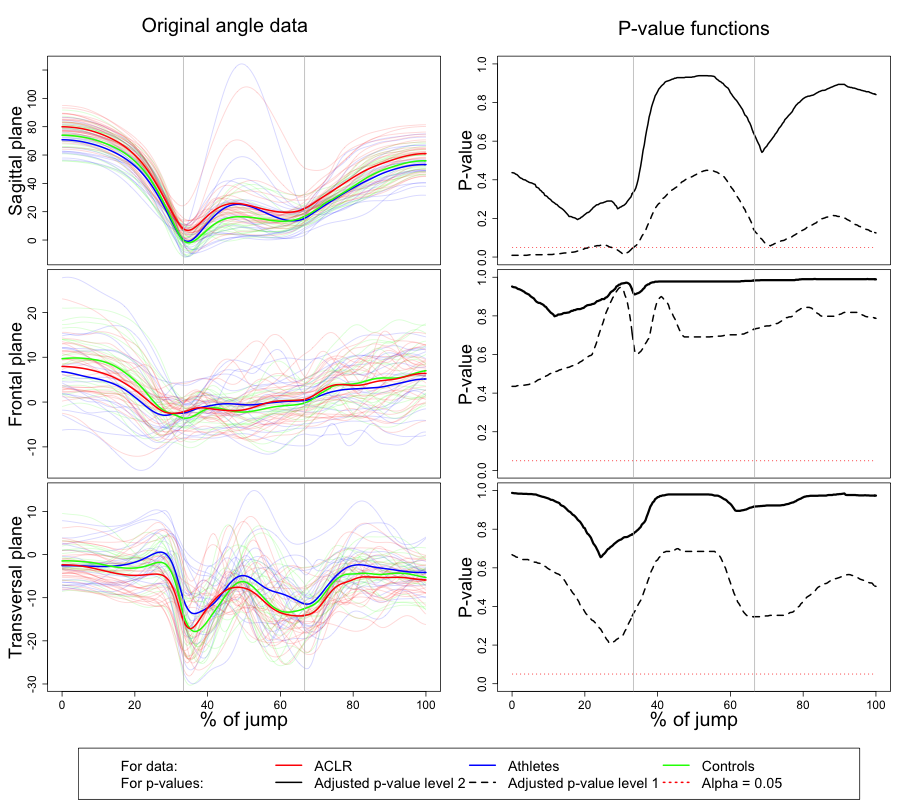 Original angle data
P-value functions
Sagittal plane
0 20 40 60 80 100
P-value
0.0 0.2 0.4 0.6 0.8 1.0
Frontal plane
-10 0 10 20
P-value
0.0 0.2 0.4 0.6 0.8 1.0
Transversal plane
-30 -20 -10 0 10
P-value
0.0 0.2 0.4 0.6 0.8 1.0
0 20 40 60 80 100
% of jump
0 20 40 60 80 100
% of jump
For data: ACLR Athletes Controls
For p-values: Adjusted p-value level 2 Adjusted p-value level 1 Alpha = 0.05